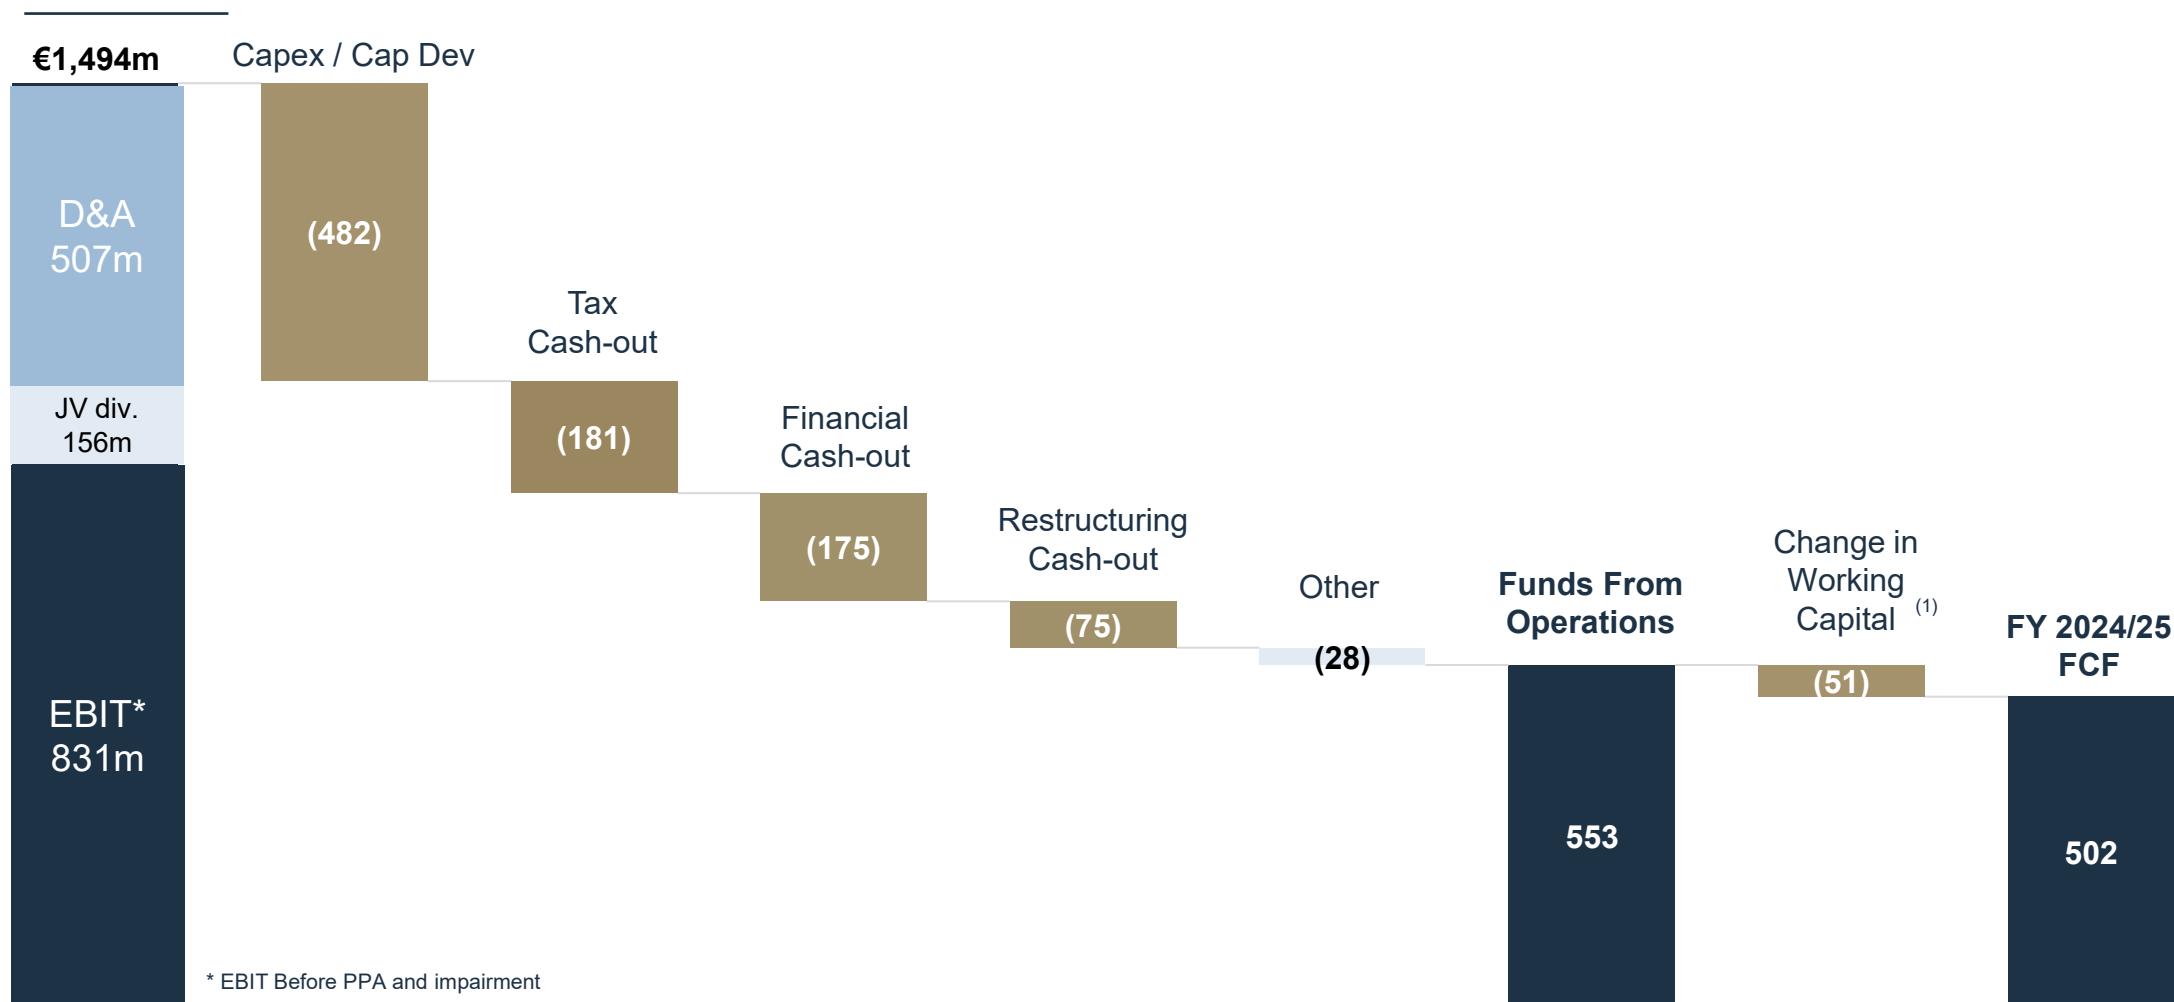 €1,494m
D&A
507m
JV div.
156m
EBIT*
831m
Capex / Cap Dev
(482)
Tax
Cash-out
(181)
Financial
Cash-out
(175)
Restructuring
Cash-out
(75)
Other
(28)
Funds From
Operations
553
Change in
Working
Capital (1)
(51)
FY 2024/25
FCF
502
* EBIT Before PPA and impairment